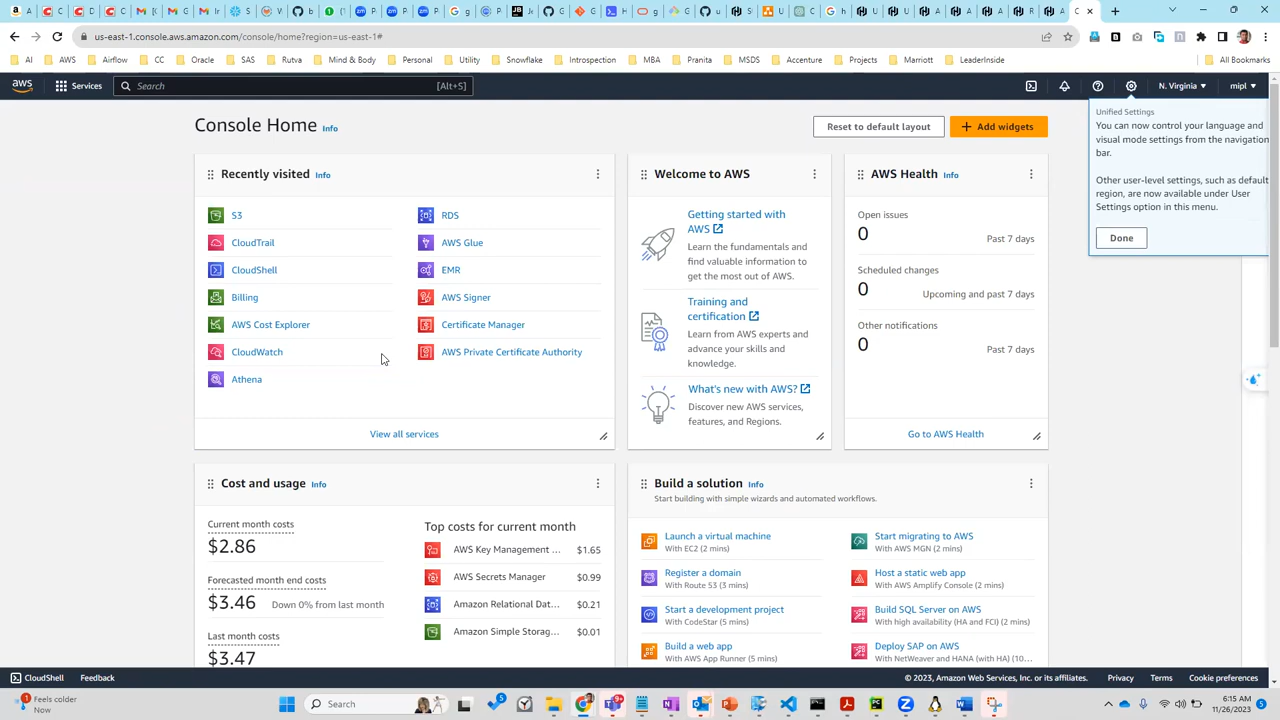 us-east-1.console.aws.amazon.com/console/home?region=us-east-1#
AI
AWS
Airflow
CC
Oracle
SAS
Rutva
Mind & Body
Personal
Utility
Snowflake
Introspection
MBA
Pranita
MSDS
Accenture
Projects
Marriott
LeaderInside
All Bookmarks
aws
Services
Search
[Alt+S]
N. Virginia
mipl
Unified Settings
You can now control your language and
visual mode settings from the navigation
bar.
Other user-level settings, such as default
region, are now available under User
Settings option in this menu.
Done
Console Home
Info
Reset to default layout
Add widgets
Recently visited
Info
S3
CloudTrail
CloudShell
Billing
AWS Cost Explorer
CloudWatch
Athena
RDS
AWS Glue
EMR
AWS Signer
Certificate Manager
AWS Private Certificate Authority
View all services
Welcome to AWS
Getting started with
AWS
Learn the fundamentals and
find valuable information to
get the most out of AWS.
Training and
certification
Learn from AWS experts and
advance your skills and
knowledge.
What's new with AWS?
Discover new AWS services,
features, and Regions.
AWS Health
Info
Open issues
0
Past 7 days
Scheduled changes
0
Upcoming and past 7 days
Other notifications
0
Past 7 days
Go to AWS Health
Cost and usage
Info
Current month costs
$2.86
Forecasted month end costs
$3.46
Down 0% from last month
Last month costs
$3.47
Top costs for current month
AWS Key Management ...
$1.65
AWS Secrets Manager
$0.99
Amazon Relational Dat...
$0.21
Amazon Simple Storag...
$0.01
Build a solution
Info
Start building with simple wizards and automated workflows.
Launch a virtual machine
With EC2 (2 mins)
Register a domain
With Route 53 (3 mins)
Start a development project
With CodeStar (5 mins)
Build a web app
With AWS App Runner (5 mins)
Start migrating to AWS
With AWS MGN (2 mins)
Host a static web app
With AWS Amplify Console (2 mins)
Build SQL Server on AWS
With high availability (HA and FCI) (2 mins)
Deploy SAP on AWS
With NetWeaver and HANA (with HA) (10...
CloudShell
Feedback
© 2023, Amazon Web Services, Inc. or its affiliates.
Privacy
Terms
Cookie preferences
Feels colder
Now
Search
6:15 AM
11/26/2023